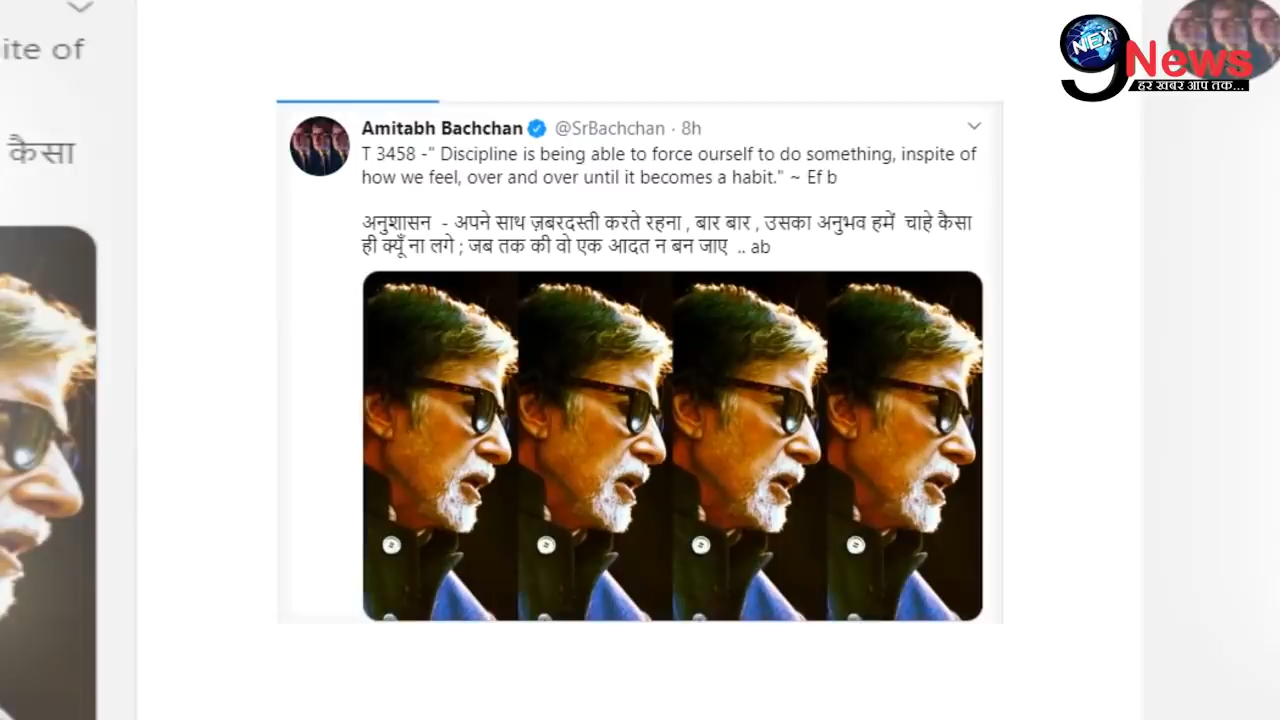 ite of
कैसा
NEXT
9 News
हर खबर आप तक...
Amitabh Bachchan @SrBachchan · 8h
T 3458 -" Discipline is being able to force ourself to do something, inspite of
how we feel, over and over until it becomes a habit." ~ Ef b
अनुशासन - अपने साथ ज़बरदस्ती करते रहना , बार बार , उसका अनुभव हमें चाहे कैसा
ही क्यूँ ना लगे ; जब तक की वो एक आदत न बन जाए .. ab